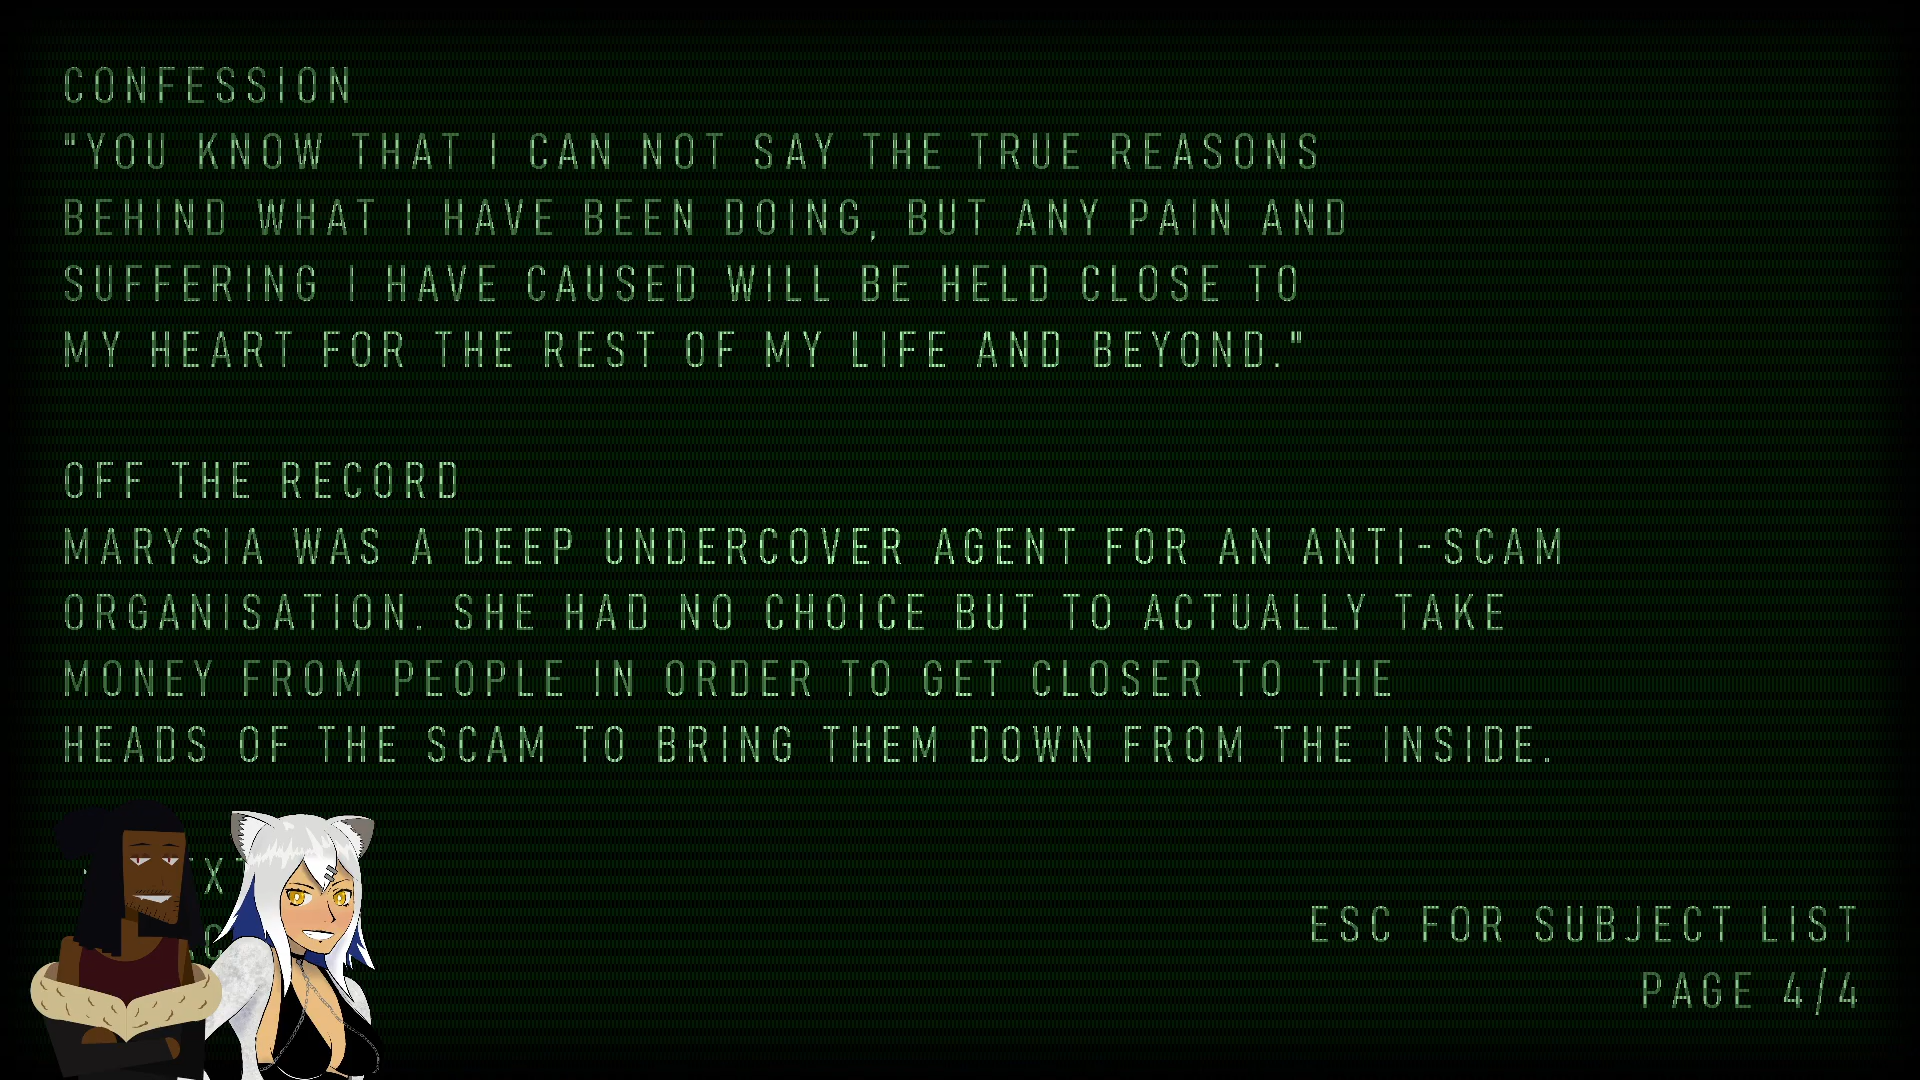 CONFESSION
"YOU KNOW THAT I CAN NOT SAY THE TRUE REASONS
BEHIND WHAT I HAVE BEEN DOING, BUT ANY PAIN AND
SUFFERING I HAVE CAUSED WILL BE HELD CLOSE TO
MY HEART FOR THE REST OF MY LIFE AND BEYOND."
OFF THE RECORD
MARYSIA WAS A DEEP UNDERCOVER AGENT FOR AN ANTI-SCAM
ORGANISATION. SHE HAD NO CHOICE BUT TO ACTUALLY TAKE
MONEY FROM PEOPLE IN ORDER TO GET CLOSER TO THE
HEADS OF THE SCAM TO BRING THEM DOWN FROM THE INSIDE.
ESC FOR SUBJECT LIST
PAGE 4/4